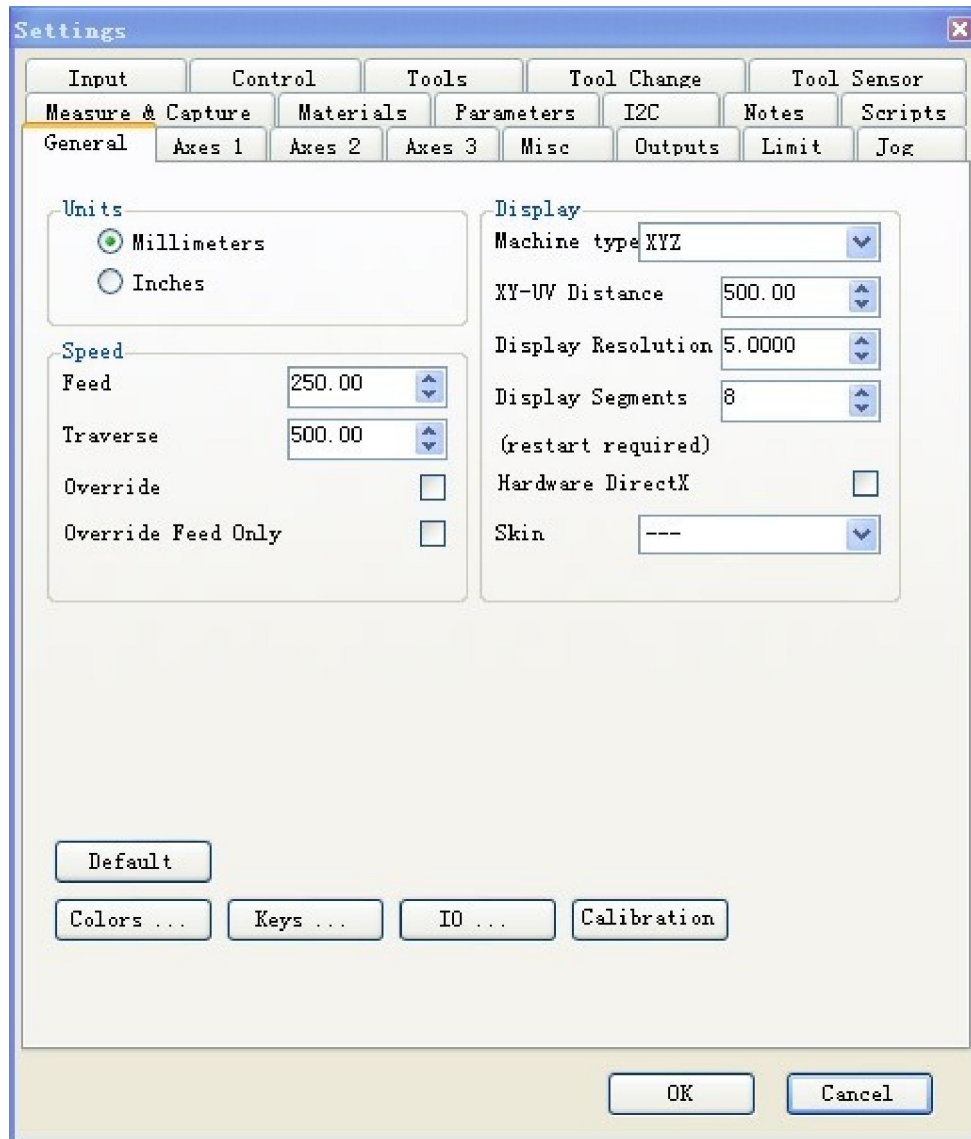 Settings
Input Control Tools Tool Change Tool Sensor
Measure & Capture Materials Parameters I2C Notes Scripts
General Axes 1 Axes 2 Axes 3 Misc Outputs Limit Jog
Units
Millimeters
Inches
Speed
Feed 250.00
Traverse 500.00
Override
Override Feed Only
Display
Machine type XYZ
XY-UV Distance 500.00
Display Resolution 5.0000
Display Segments 8
(restart required)
Hardware DirectX
Skin ---
Default
Colors ... Keys ... IO ... Calibration
OK Cancel